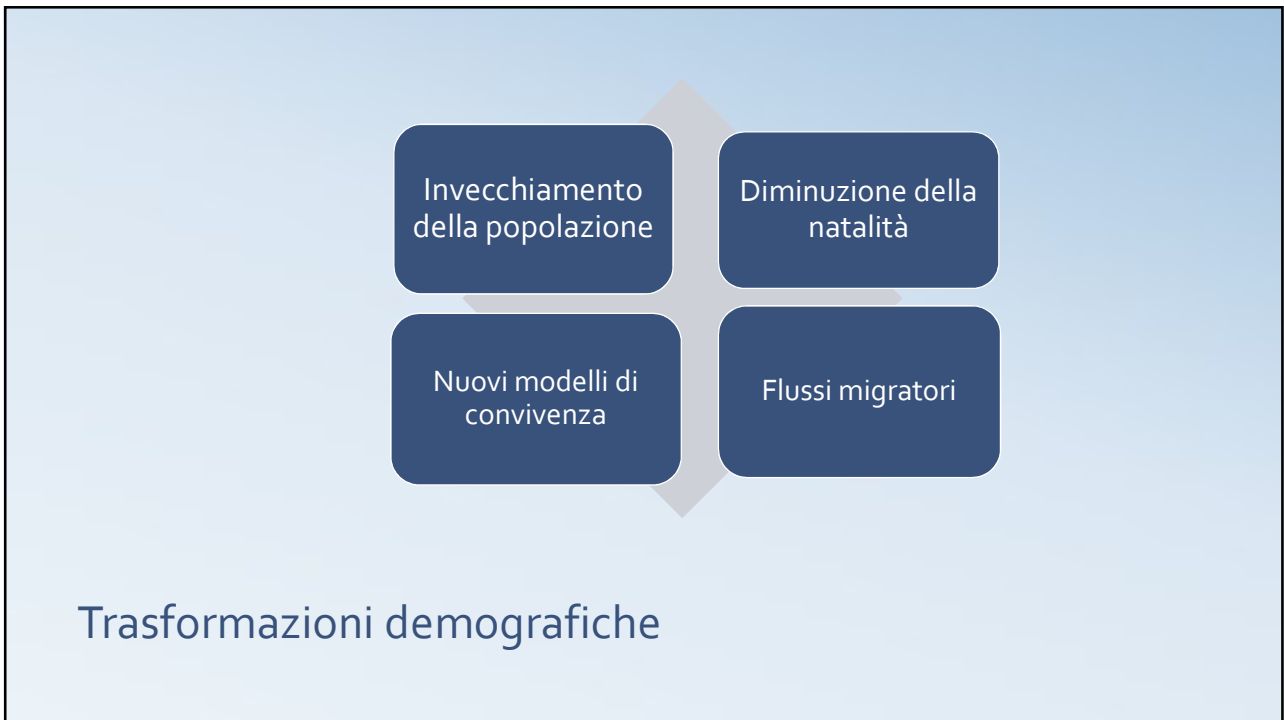 Invecchiamento
della popolazione
Diminuzione della
natalità
Nuovi modelli di
convivenza
Flussi migratori
Trasformazioni demografiche